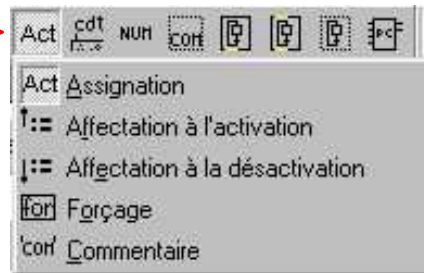 Act cdt NUM com
Act Assignation
↑:= Affectation à l'activation
↓:= Affectation à la désactivation
for Forçage
'com' Commentaire